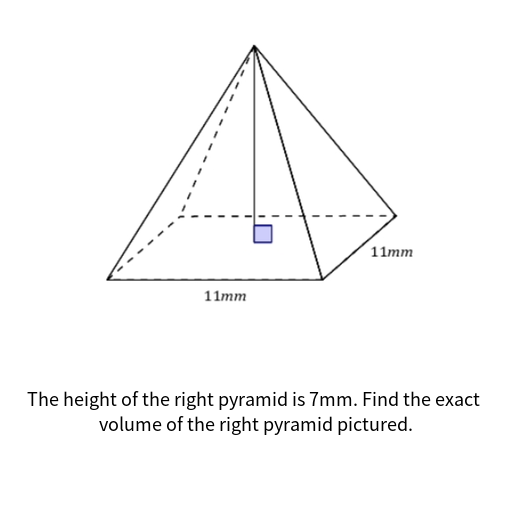 11mm
11mm
The height of the right pyramid is 7mm. Find the exact
volume of the right pyramid pictured.